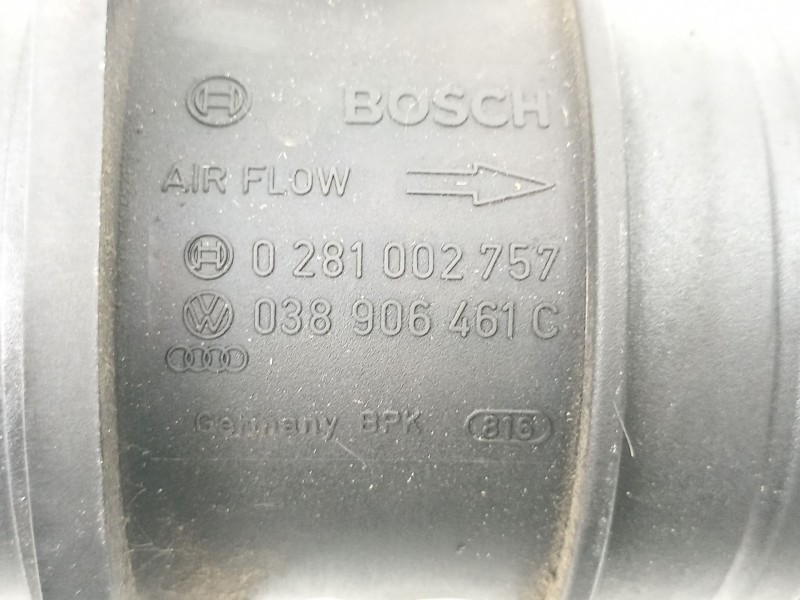 BOSCH
AIR FLOW
0 281 002 757
038 906 461 C
Germany BPK 816